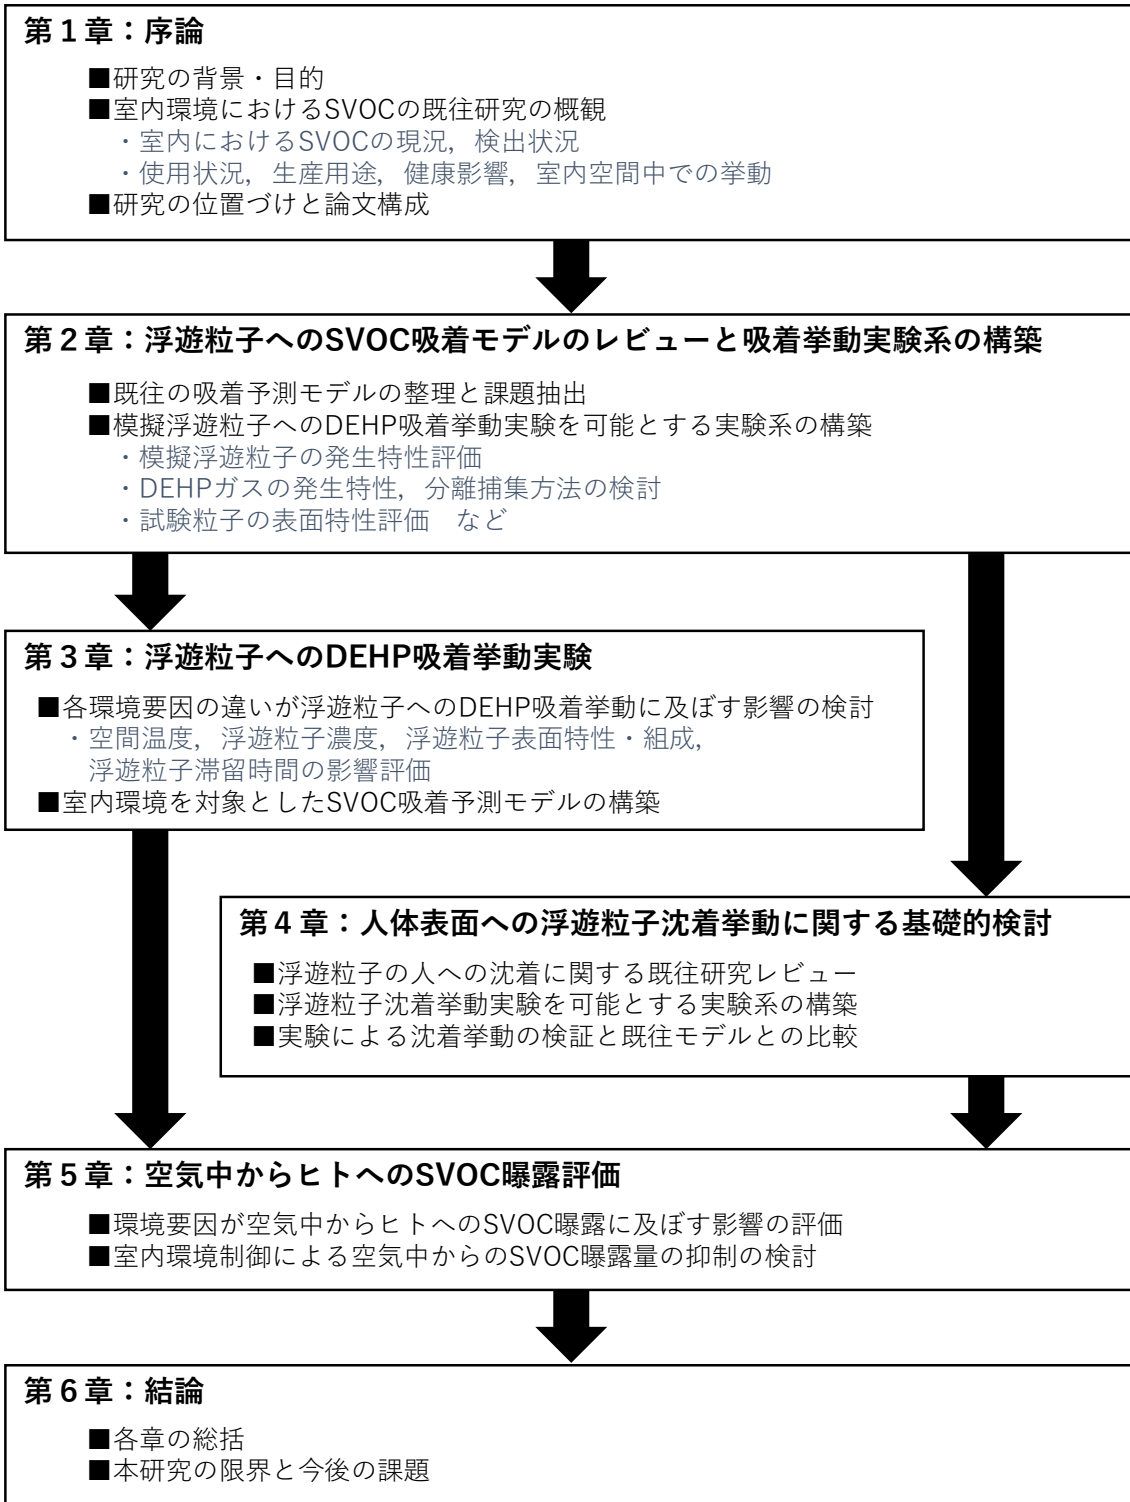 第１章：序論
■研究の背景・目的
■室内環境におけるSVOCの既往研究の概観
・室内におけるSVOCの現況，検出状況
・使用状況，生産用途，健康影響，室内空間中での挙動
■研究の位置づけと論文構成
第２章：浮遊粒子へのSVOC吸着モデルのレビューと吸着挙動実験系の構築
■既往の吸着予測モデルの整理と課題抽出
■模擬浮遊粒子へのDEHP吸着挙動実験を可能とする実験系の構築
・模擬浮遊粒子の発生特性評価
・DEHPガスの発生特性，分離捕集方法の検討
・試験粒子の表面特性評価　など
第３章：浮遊粒子へのDEHP吸着挙動実験
■各環境要因の違いが浮遊粒子へのDEHP吸着挙動に及ぼす影響の検討
・空間温度，浮遊粒子濃度，浮遊粒子表面特性・組成，
浮遊粒子滞留時間の影響評価
■室内環境を対象としたSVOC吸着予測モデルの構築
第４章：人体表面への浮遊粒子沈着挙動に関する基礎的検討
■浮遊粒子の人への沈着に関する既往研究レビュー
■浮遊粒子沈着挙動実験を可能とする実験系の構築
■実験による沈着挙動の検証と既往モデルとの比較
第５章：空気中からヒトへのSVOC曝露評価
■環境要因が空気中からヒトへのSVOC曝露に及ぼす影響の評価
■室内環境制御による空気中からのSVOC曝露量の抑制の検討
第６章：結論
■各章の総括
■本研究の限界と今後の課題